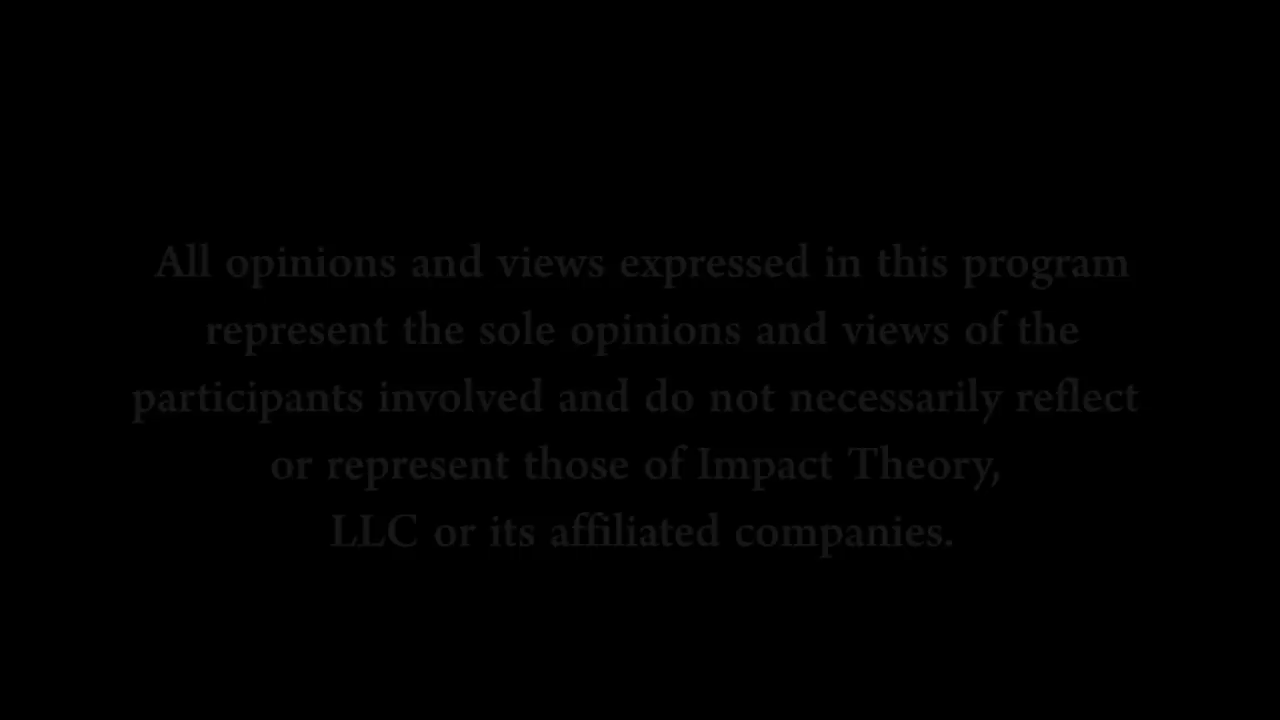 All opinions and views expressed in this program
represent the sole opinions and views of the
participants involved and do not necessarily reflect
or represent those of Impact Theory,
LLC or its affiliated companies.